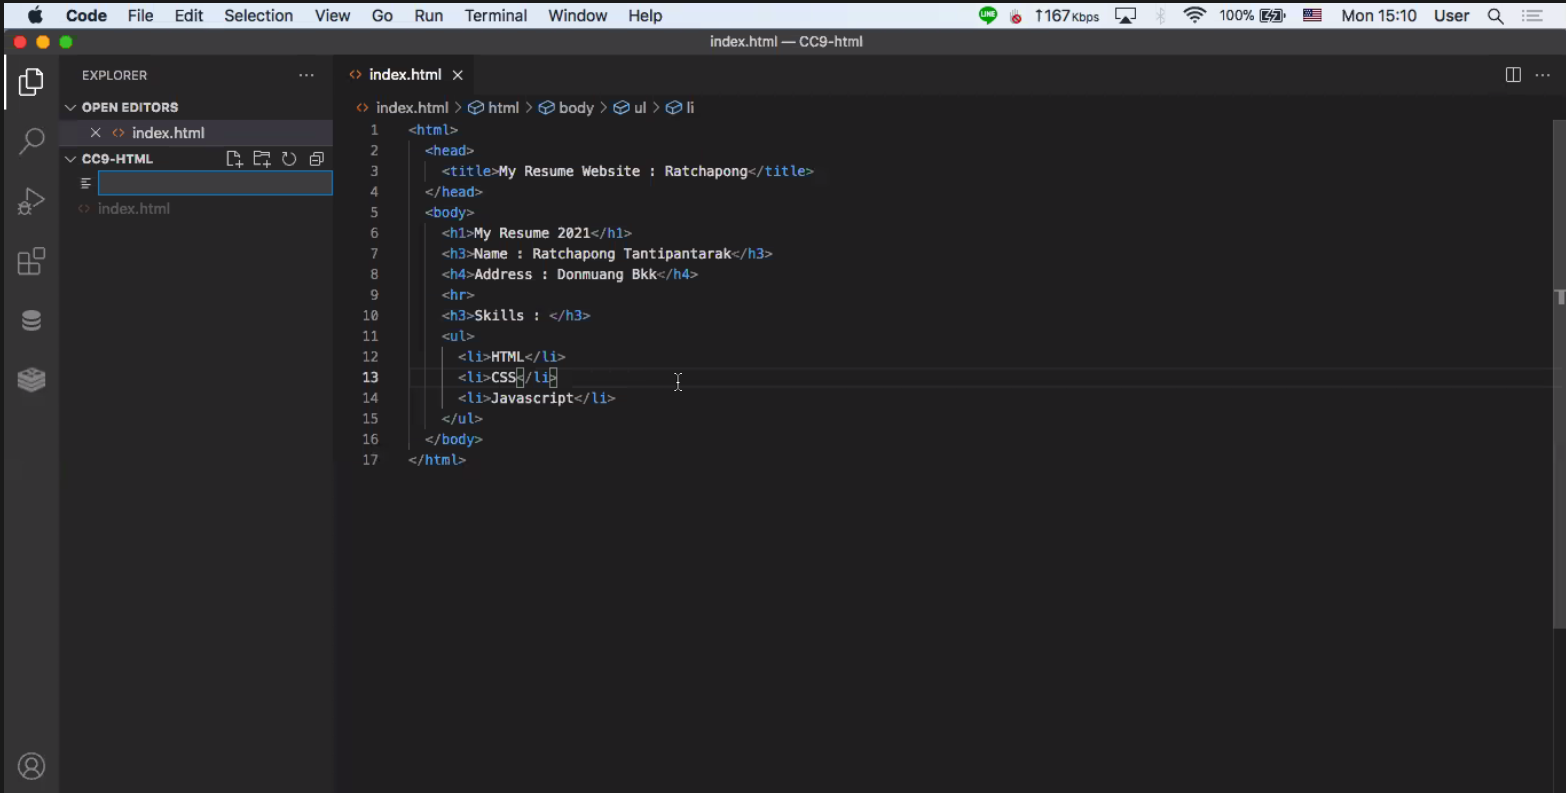 Code File Edit Selection View Go Run Terminal Window Help LINE ↑167Kbps 100% Mon 15:10 User
index.html — CC9-html
EXPLORER ···
OPEN EDITORS
index.html
CC9-HTML
index.html
index.html
index.html > html > body > ul > li
1 <html>
2 <head>
3 <title>My Resume Website : Ratchapong</title>
4 </head>
5 <body>
6 <h1>My Resume 2021</h1>
7 <h3>Name : Ratchapong Tantipantarak</h3>
8 <h4>Address : Donmuang Bkk</h4>
9 <hr>
10 <h3>Skills : </h3>
11 <ul>
12 <li>HTML</li>
13 <li>CSS</li>
14 <li>Javascript</li>
15 </ul>
16 </body>
17 </html>